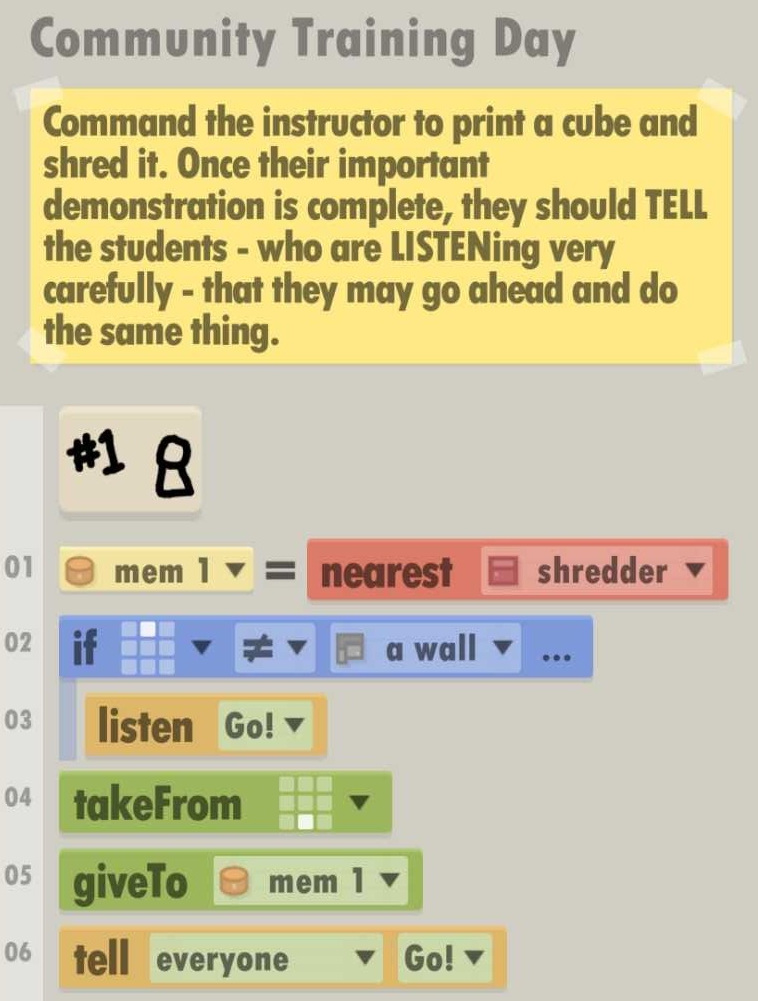 Community Training Day
Command the instructor to print a cube and
shred it. Once their important
demonstration is complete, they should TELL
the students - who are LISTENing very
carefully - that they may go ahead and do
the same thing.
#1 8
01 mem 1 = nearest shredder
02 if ≠ a wall ...
03 listen Go!
04 takeFrom
05 giveTo mem 1
06 tell everyone Go!